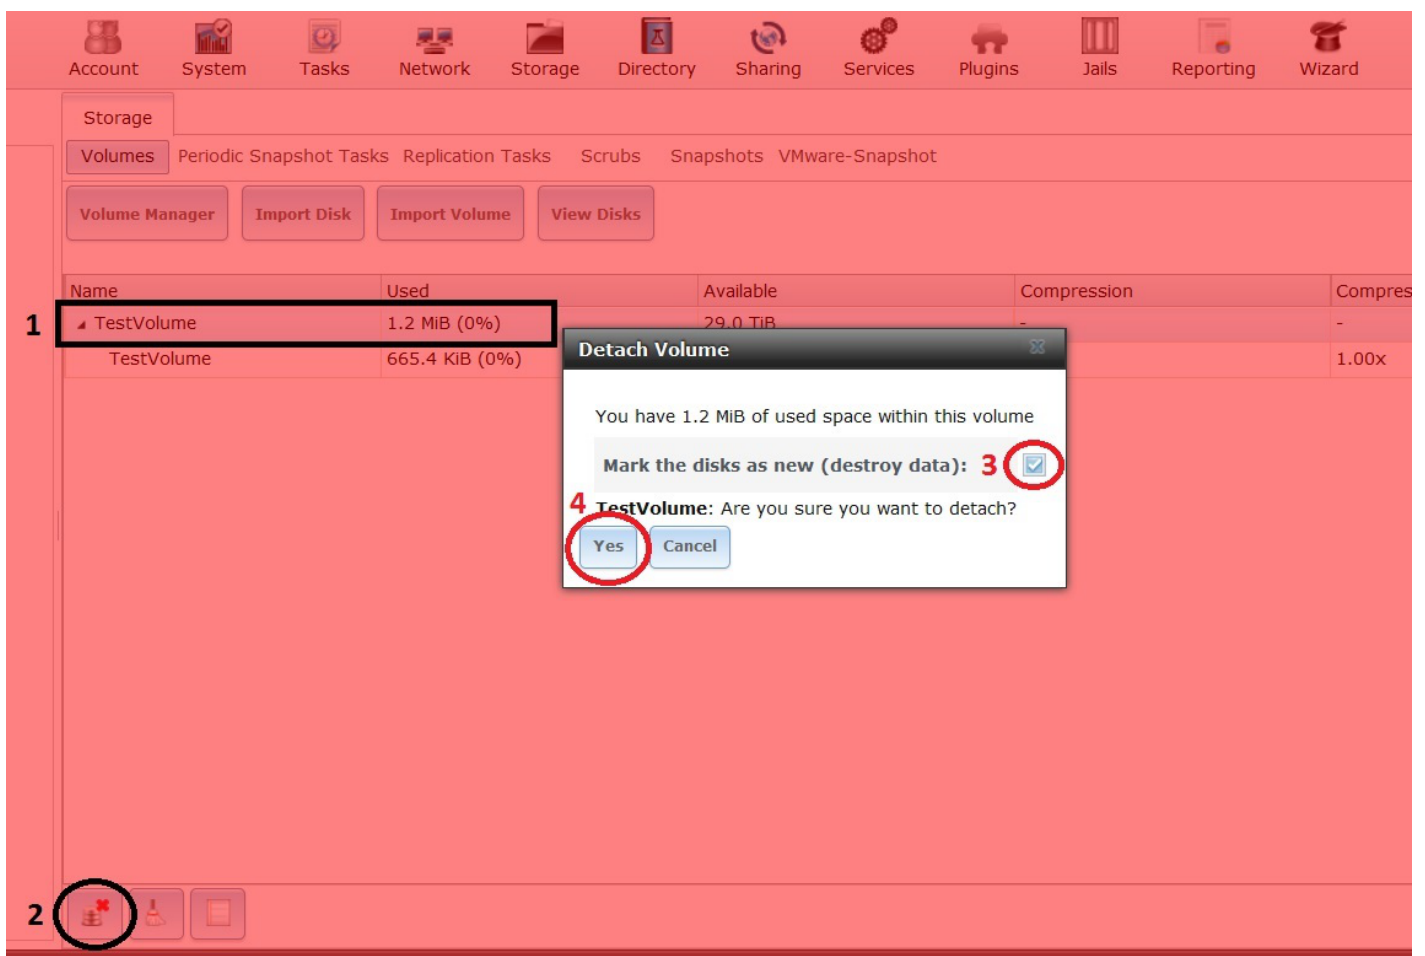 Account System Tasks Network Storage Directory Sharing Services Plugins Jails Reporting Wizard
Storage
Volumes Periodic Snapshot Tasks Replication Tasks Scrubs Snapshots VMware-Snapshot
Volume Manager Import Disk Import Volume View Disks
Name Used Available Compression Compres
1 TestVolume 1.2 MiB (0%) 29.0 TiB - -
TestVolume 665.4 KiB (0%) 1.00x
Detach Volume
You have 1.2 MiB of used space within this volume
Mark the disks as new (destroy data): 3
4 TestVolume: Are you sure you want to detach?
Yes Cancel
2